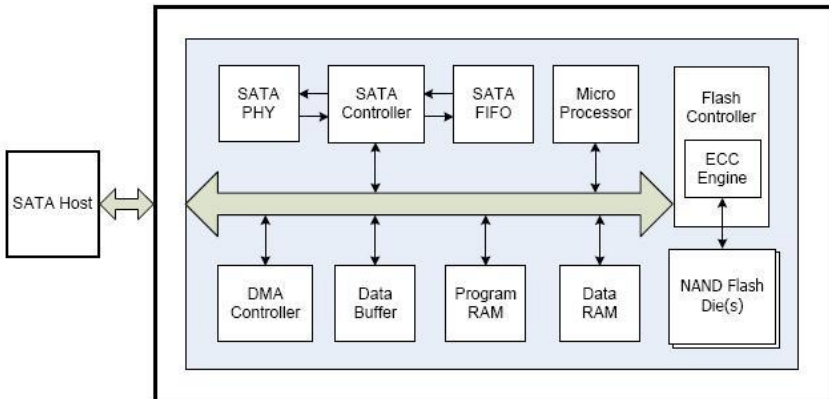 SATA Host
SATA
PHY
SATA
Controller
SATA
FIFO
Micro
Processor
Flash
Controller
ECC
Engine
DMA
Controller
Data
Buffer
Program
RAM
Data
RAM
NAND Flash
Die(s)